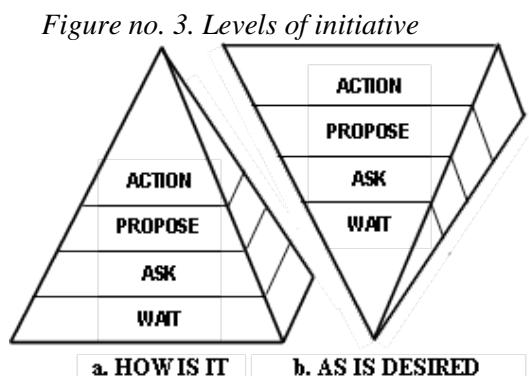 Figure no. 3. Levels of initiative
ACTION
PROPOSE
ASK
WAIT
a. HOW IS IT
ACTION
PROPOSE
ASK
WAIT
b. AS IS DESIRED